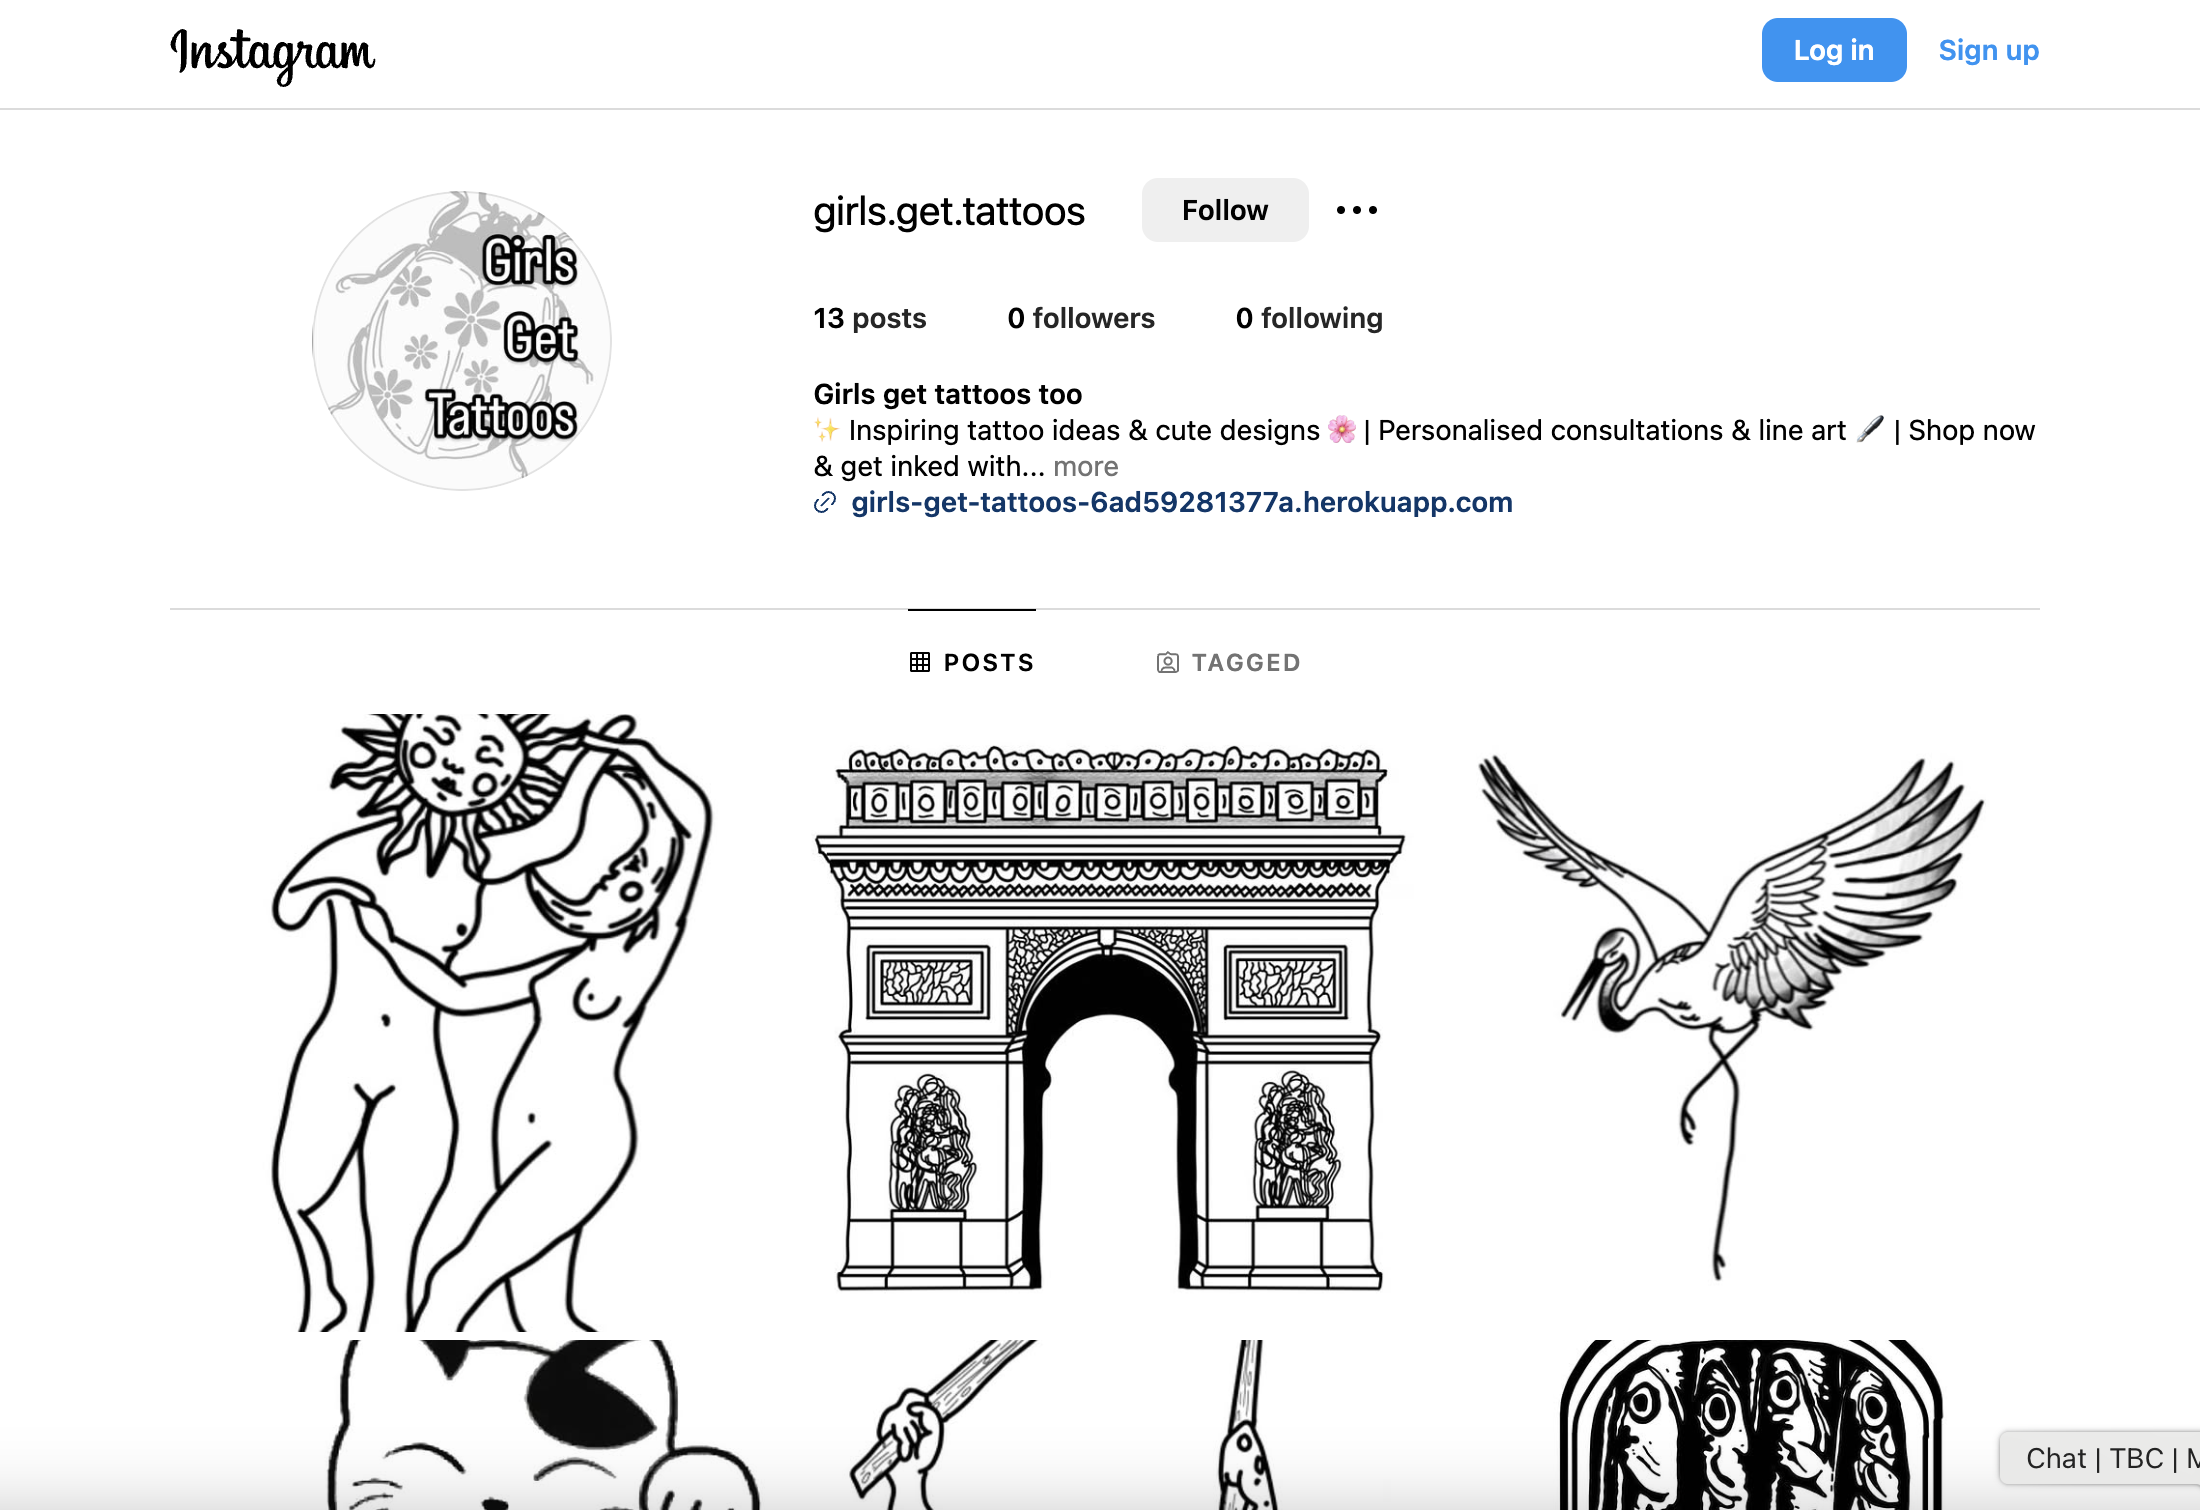 Instagram
Log in
Sign up
Girls
Get
Tattoos
girls.get.tattoos
Follow
13 posts
0 followers
0 following
Girls get tattoos too
✨ Inspiring tattoo ideas & cute designs 🌸 | Personalised consultations & line art 🖋️ | Shop now
& get inked with... more
girls-get-tattoos-6ad59281377a.herokuapp.com
POSTS
TAGGED
Chat | TBC | M